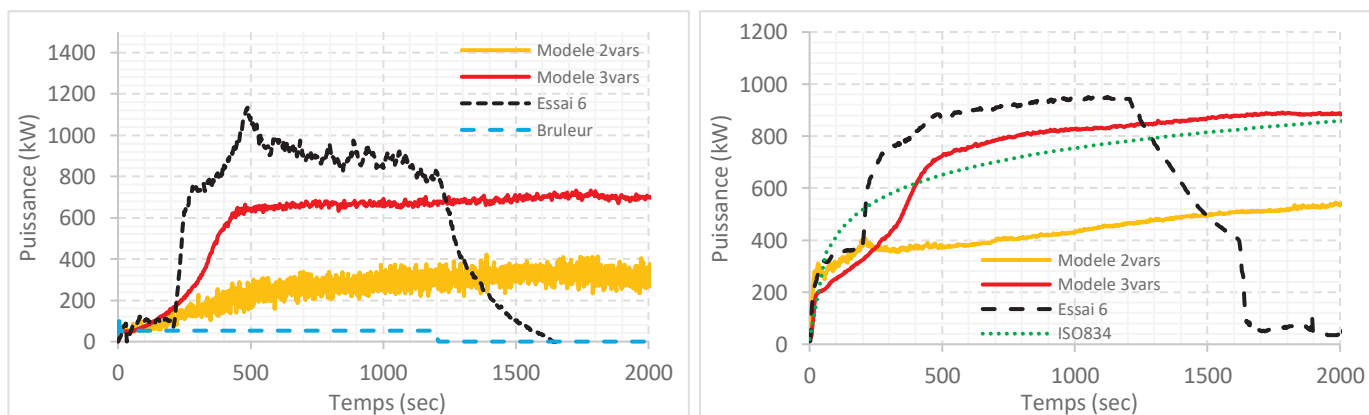 1400
1200
1000
800
600
400
200
0
Puissance (kW)
0 500 1000 1500 2000
Temps (sec)
Modele 2vars
Modele 3vars
Essai 6
Bruleur
1200
1000
800
600
400
200
0
Puissance (kW)
0 500 1000 1500 2000
Temps (sec)
Modele 2vars
Modele 3vars
Essai 6
ISO834